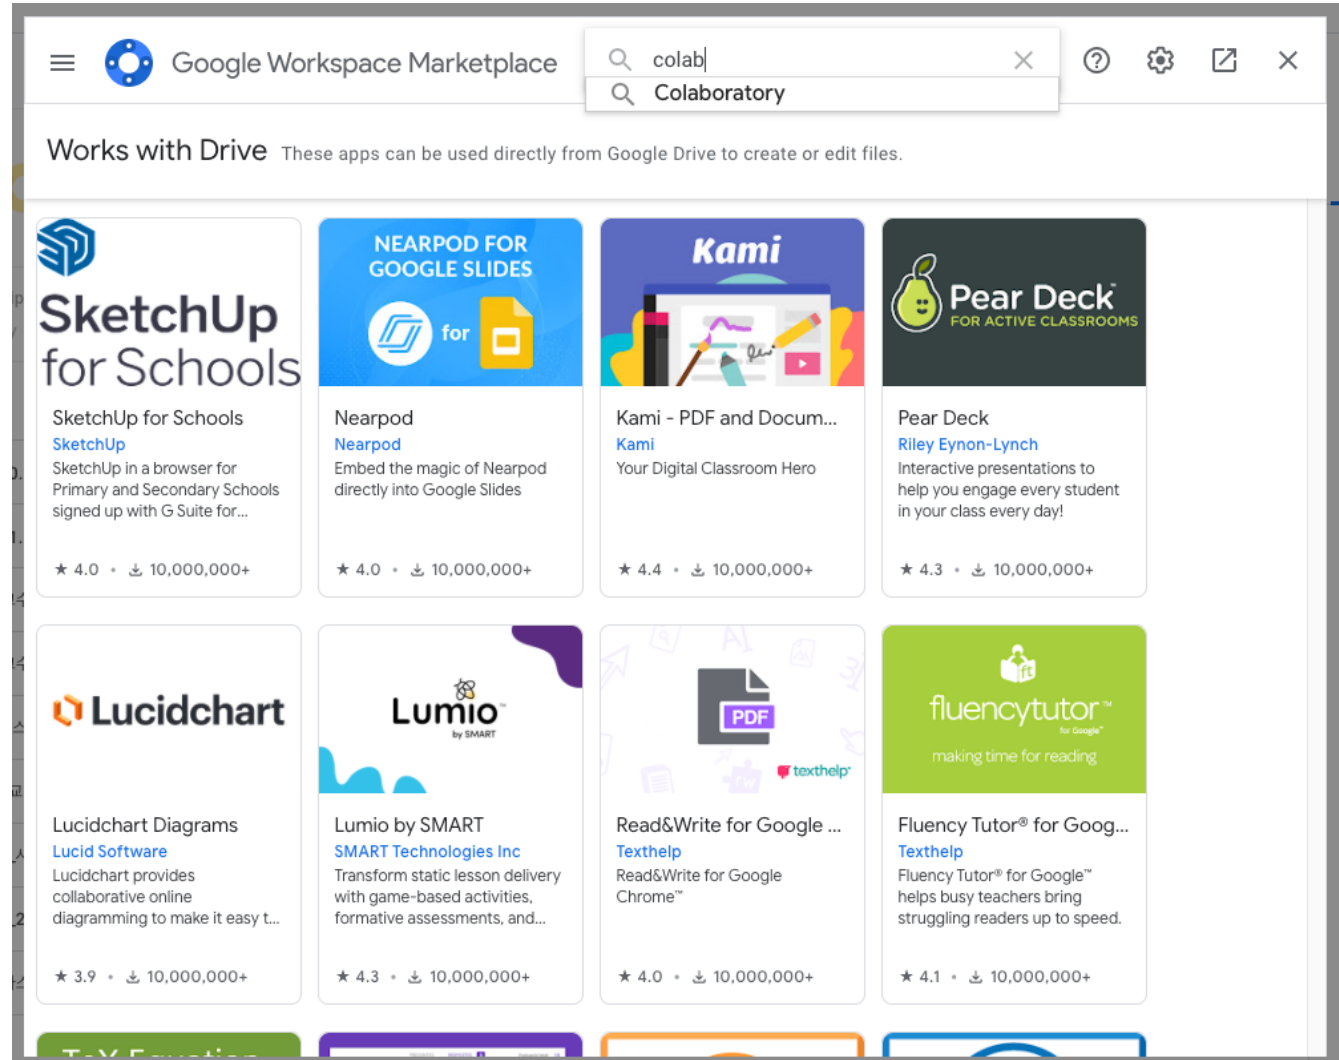 Google Workspace Marketplace
colab
Colaboratory
Works with Drive These apps can be used directly from Google Drive to create or edit files.
SketchUp
for Schools
SketchUp for Schools
SketchUp
SketchUp in a browser for
Primary and Secondary Schools
signed up with G Suite for...
4.0 • 10,000,000+
NEARPOD FOR
GOOGLE SLIDES
for
Nearpod
Nearpod
Embed the magic of Nearpod
directly into Google Slides
4.0 • 10,000,000+
Kami
Kami - PDF and Docum...
Kami
Your Digital Classroom Hero
4.4 • 10,000,000+
Pear Deck™
FOR ACTIVE CLASSROOMS
Pear Deck
Riley Eynon-Lynch
Interactive presentations to
help you engage every student
in your class every day!
4.3 • 10,000,000+
Lucidchart
Lucidchart Diagrams
Lucid Software
Lucidchart provides
collaborative online
diagramming to make it easy t...
3.9 • 10,000,000+
Lumio™
by SMART
Lumio by SMART
SMART Technologies Inc
Transform static lesson delivery
with game-based activities,
formative assessments, and...
4.3 • 10,000,000+
PDF
texthelp
Read&Write for Google ...
Texthelp
Read&Write for Google
Chrome™
4.0 • 10,000,000+
ft
fluencytutor™
for Google™
making time for reading
Fluency Tutor® for Goog...
Texthelp
Fluency Tutor® for Google™
helps busy teachers bring
struggling readers up to speed.
4.1 • 10,000,000+